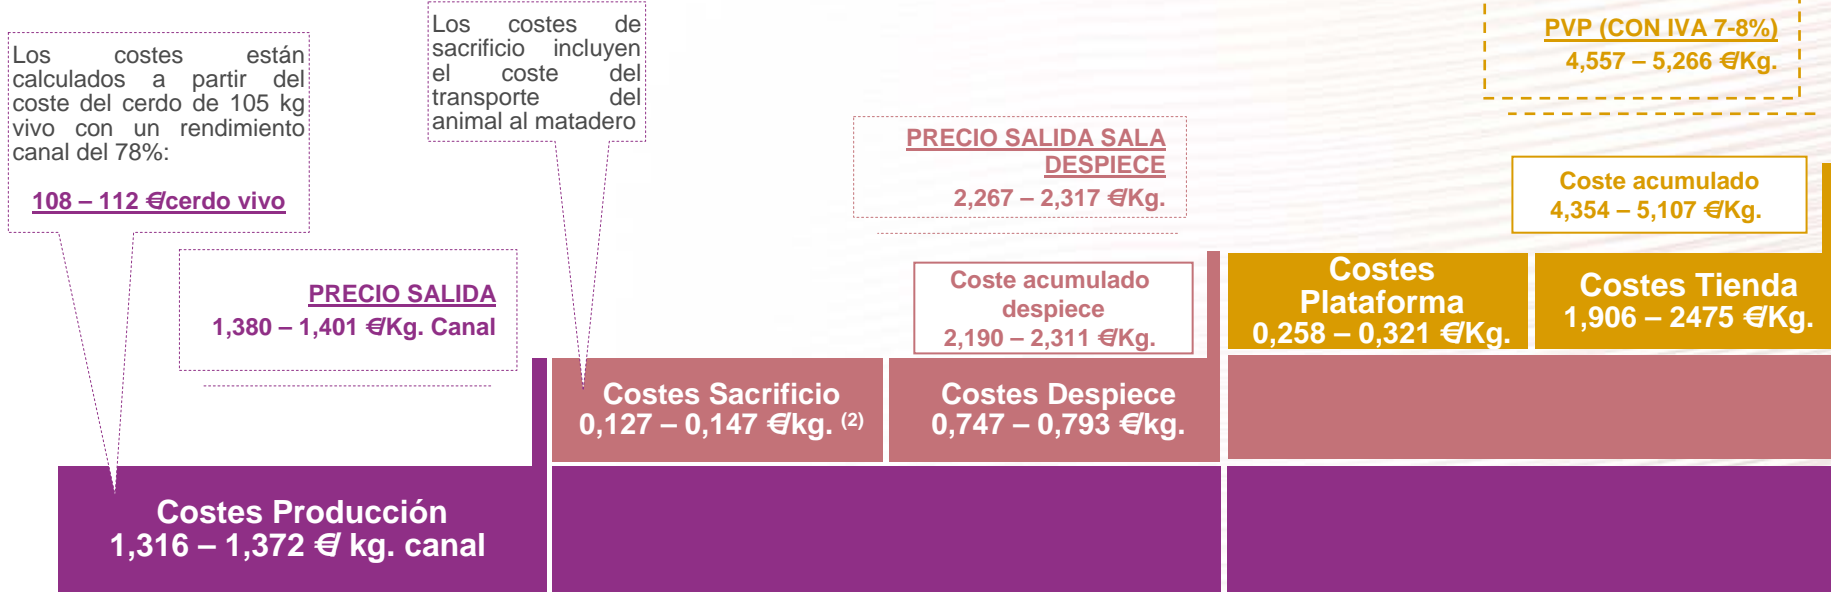 Los costes están
calculados a partir del
coste del cerdo de 105 kg
vivo con un rendimiento
canal del 78%:
108 – 112 €/cerdo vivo
Los costes de
sacrificio incluyen
el coste del
transporte del
animal al matadero
PRECIO SALIDA
1,380 – 1,401 €/Kg. Canal
PRECIO SALIDA SALA
DESPIECE
2,267 – 2,317 €/Kg.
PVP (CON IVA 7-8%)
4,557 – 5,266 €/Kg.
Coste acumulado
4,354 – 5,107 €/Kg.
Coste acumulado
despiece
2,190 – 2,311 €/Kg.
Costes
Plataforma
0,258 – 0,321 €/Kg.
Costes Tienda
1,906 – 2475 €/Kg.
Costes Sacrificio
0,127 – 0,147 €/kg. (2)
Costes Despiece
0,747 – 0,793 €/kg.
Costes Producción
1,316 – 1,372 €/ kg. canal